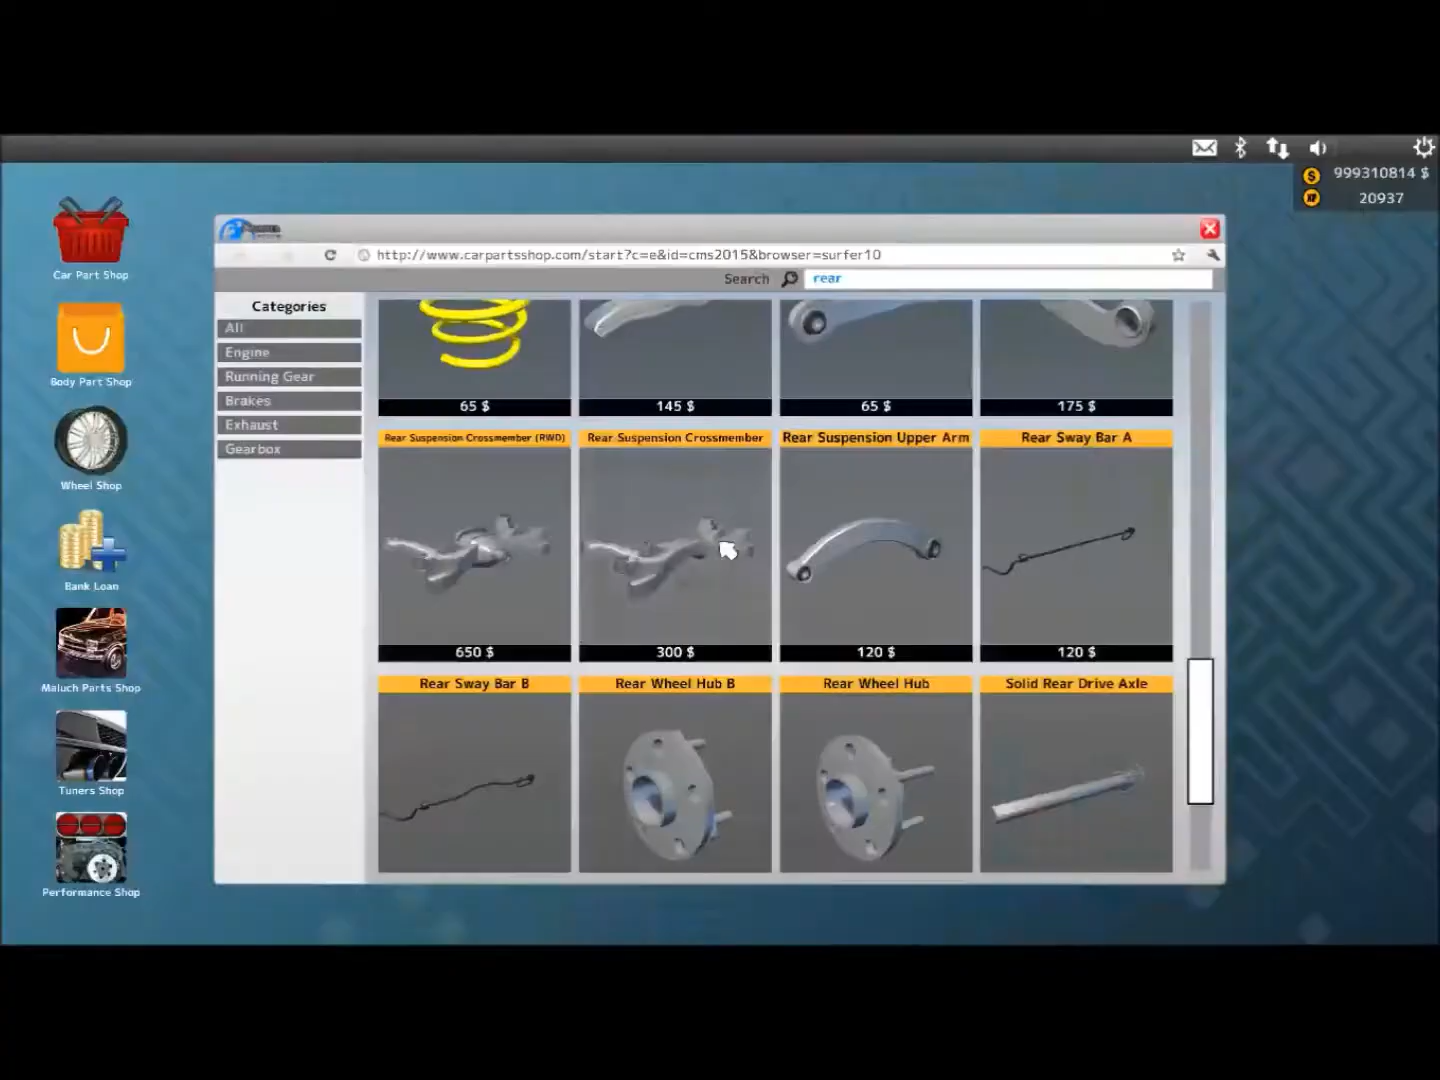 999310814 $
20937
http://www.carpartsshop.com/start?c=e&id=cms2015&browser=surfer10
Search
rear
Categories
All
Engine
Running Gear
Brakes
Exhaust
Gearbox
Car Part Shop
Body Part Shop
Wheel Shop
Bank Loan
Maluch Parts Shop
Tuners Shop
Performance Shop
65 $
145 $
65 $
175 $
Rear Suspension Crossmember (RWD)
Rear Suspension Crossmember
Rear Suspension Upper Arm
Rear Sway Bar A
650 $
300 $
120 $
120 $
Rear Sway Bar B
Rear Wheel Hub B
Rear Wheel Hub
Solid Rear Drive Axle